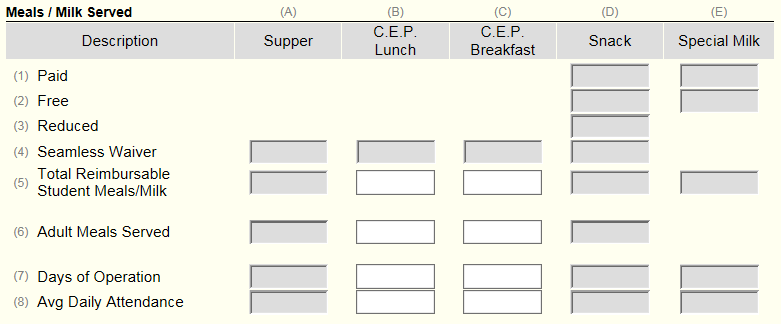 Meals / Milk Served (A) (B) (C) (D) (E)
Description Supper C.E.P. Lunch C.E.P. Breakfast Snack Special Milk
(1) Paid
(2) Free
(3) Reduced
(4) Seamless Waiver
(5) Total Reimbursable
Student Meals/Milk
(6) Adult Meals Served
(7) Days of Operation
(8) Avg Daily Attendance